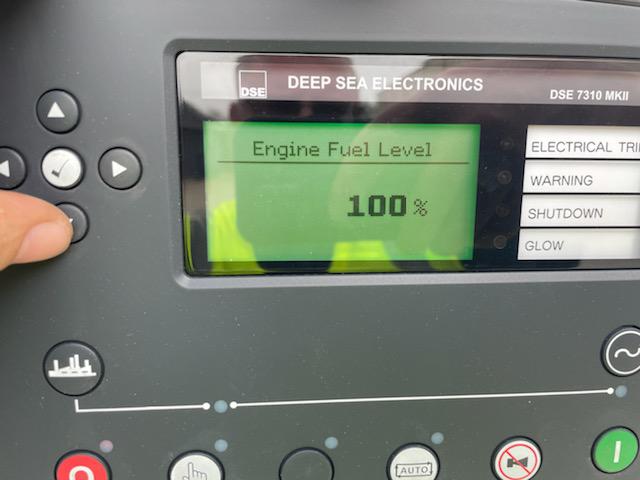 DSE
DEEP SEA ELECTRONICS
DSE 7310 MKII
Engine Fuel Level
100%
ELECTRICAL TRI
WARNING
SHUTDOWN
GLOW
AUTO